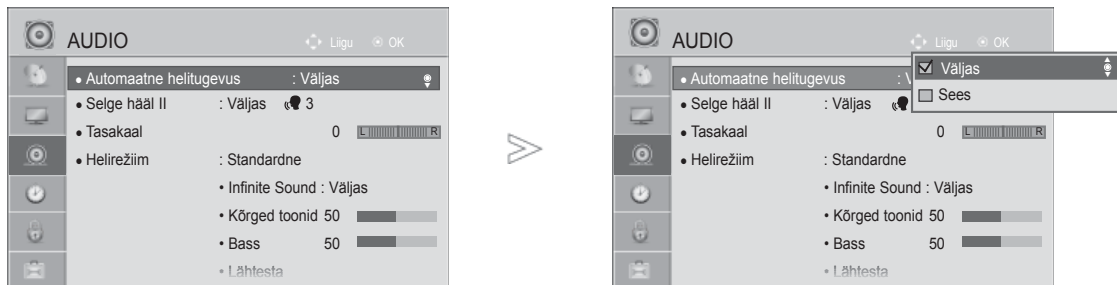 AUDIO
Liigu OK
• Automaatne helitugevus : Väljas
• Selge hääl II : Väljas 3
• Tasakaal 0 L R
• Helirežiim : Standardne
• Infinite Sound : Väljas
• Kõrged toonid 50
• Bass 50
• Lähtesta
AUDIO
Liigu OK
• Automaatne helitugevus : V
Väljas
Sees
• Selge hääl II : Väljas
• Tasakaal 0 L R
• Helirežiim : Standardne
• Infinite Sound : Väljas
• Kõrged toonid 50
• Bass 50
• Lähtesta